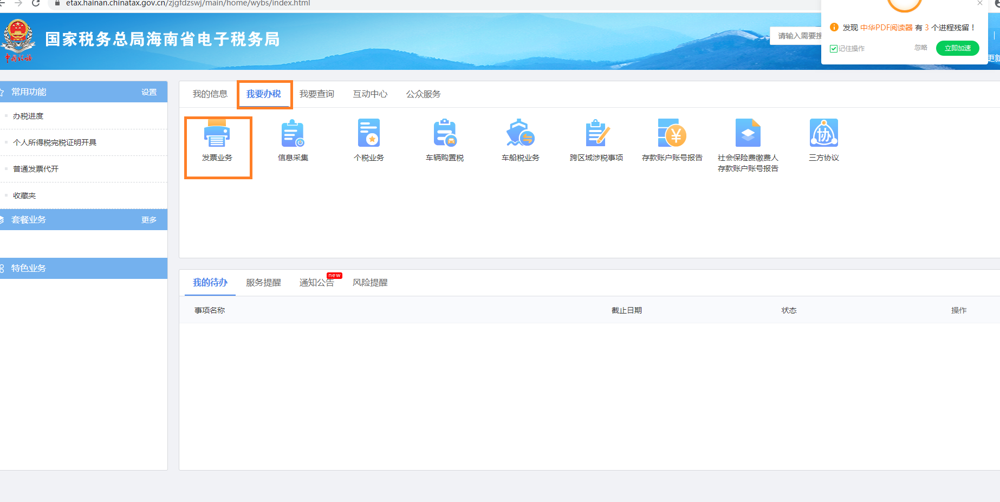 etax.hainan.chinatax.gov.cn/zjgfdzswj/main/home/wybs/index.html
国家税务总局海南省电子税务局
中国税务
请输入需要搜
发现 中华PDF阅读器 有 3 个进程残留！
记住操作 忽略 立即加速
更新
常用功能 设置
办税进度
个人所得税完税证明开具
普通发票代开
收藏夹
套餐业务 更多
特色业务
我的信息 我要办税 我要查询 互动中心 公众服务
发票业务 信息采集 个税业务 车辆购置税 车船税业务 跨区域涉税事项 存款账户账号报告 社会保险费缴费人 三方协议
存款账户账号报告
协
我的待办 服务提醒 通知公告 new 风险提醒
事项名称 截止日期 状态 操作